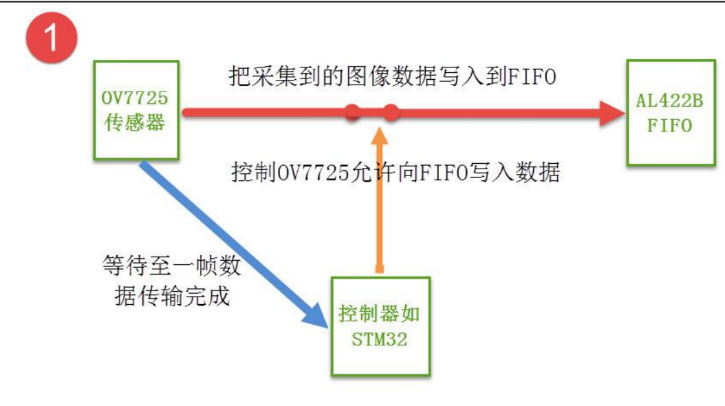 1
把采集到的图像数据写入到FIFO
OV7725
传感器
AL422B
FIFO
控制OV7725允许向FIFO写入数据
等待至一帧数
据传输完成
控制器如
STM32